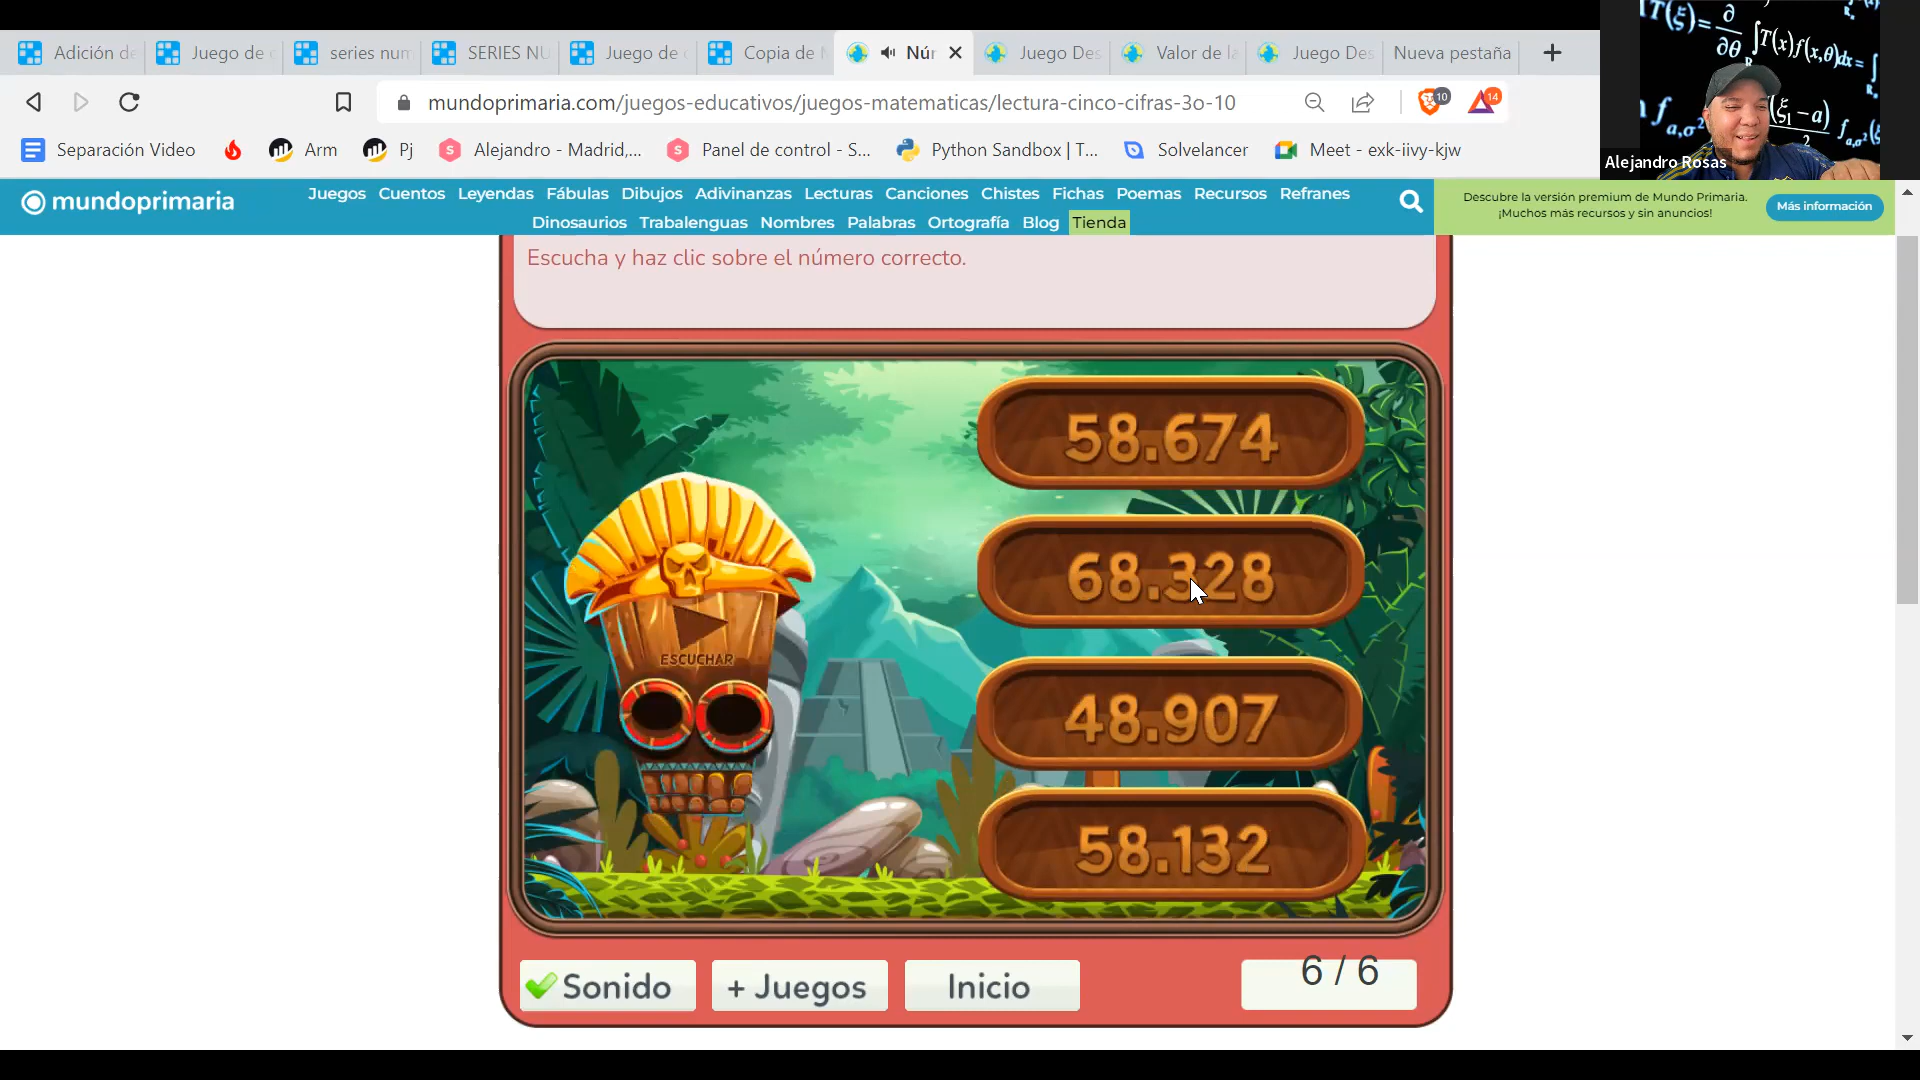 Adición de
Juego de c
series num
SERIES NU
Juego de c
Copia de M
Núr
Juego Des
Valor de la
Juego Des
Nueva pestaña
mundoprimaria.com/juegos-educativos/juegos-matematicas/lectura-cinco-cifras-3o-10
10
14
Separación Video
Arm
Pj
Alejandro - Madrid,...
Panel de control - S...
Python Sandbox | T...
Solvelancer
Meet - exk-iivy-kjw
Alejandro Rosas
mundoprimaria
Juegos Cuentos Leyendas Fábulas Dibujos Adivinanzas Lecturas Canciones Chistes Fichas Poemas Recursos Refranes
Dinosaurios Trabalenguas Nombres Palabras Ortografía Blog Tienda
Descubre la versión premium de Mundo Primaria.
¡Muchos más recursos y sin anuncios!
Más información
Escucha y haz clic sobre el número correcto.
58.674
68.328
ESCUCHAR
48.907
58.132
Sonido
+ Juegos
Inicio
6 / 6